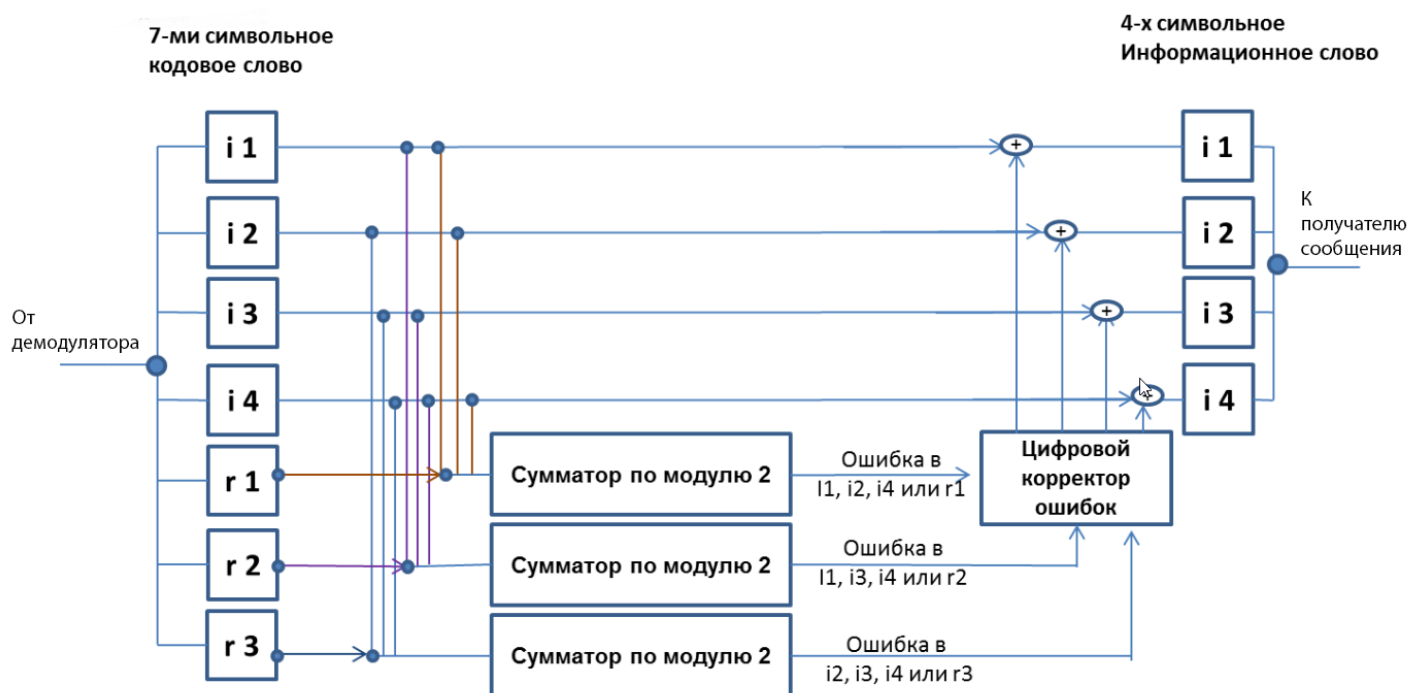 7-ми символьное
кодовое слово
4-х символьное
Информационное слово
i 1
i 2
i 3
i 4
r 1
r 2
r 3
От
демодулятора
Сумматор по модулю 2
Сумматор по модулю 2
Сумматор по модулю 2
Ошибка в
I1, i2, i4 или r1
Ошибка в
I1, i3, i4 или r2
Ошибка в
i2, i3, i4 или r3
Цифровой
корректор
ошибок
+
+
+
+
i 1
i 2
i 3
i 4
К
получателю
сообщения